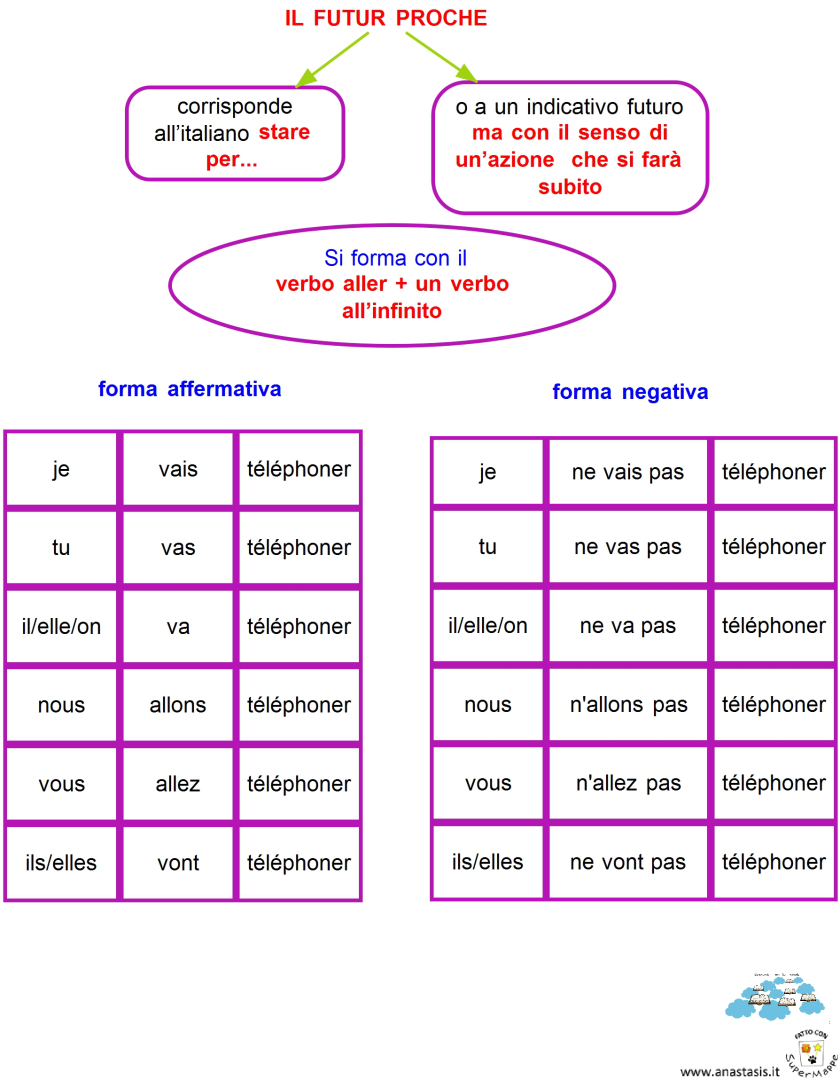 IL FUTUR PROCHE
corrisponde
all'italiano stare
per...
o a un indicativo futuro
ma con il senso di
un'azione che si farà
subito
Si forma con il
verbo aller + un verbo
all'infinito
forma affermativa
je vais téléphoner
tu vas téléphoner
il/elle/on va téléphoner
nous allons téléphoner
vous allez téléphoner
ils/elles vont téléphoner
forma negativa
je ne vais pas téléphoner
tu ne vas pas téléphoner
il/elle/on ne va pas téléphoner
nous n'allons pas téléphoner
vous n'allez pas téléphoner
ils/elles ne vont pas téléphoner
FATTO CON
SUPERMAPPE
www.anastasis.it